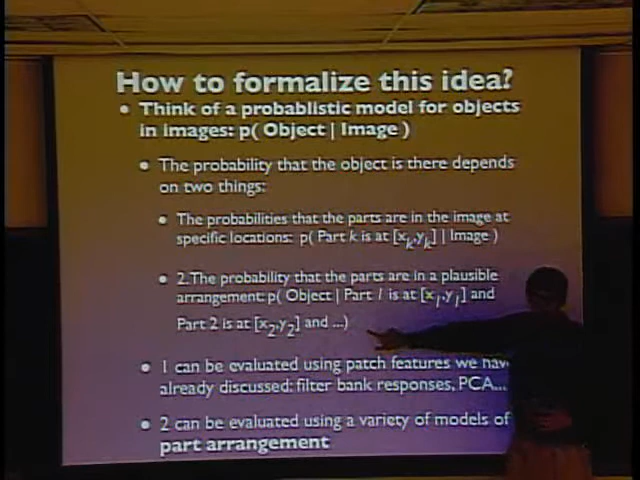 How to formalize this idea?
• Think of a probablistic model for objects
in images: p( Object | Image )
• The probability that the object is there depends
on two things:
• The probabilities that the parts are in the image at
specific locations: p( Part k is at [xk,yk] | Image )
• 2.The probability that the parts are in a plausible
arrangement: p( Object | Part 1 is at [x1,y1] and
Part 2 is at [x2,y2] and ...)
• 1 can be evaluated using patch features we have
already discussed: filter bank responses, PCA...
• 2 can be evaluated using a variety of models of
part arrangement